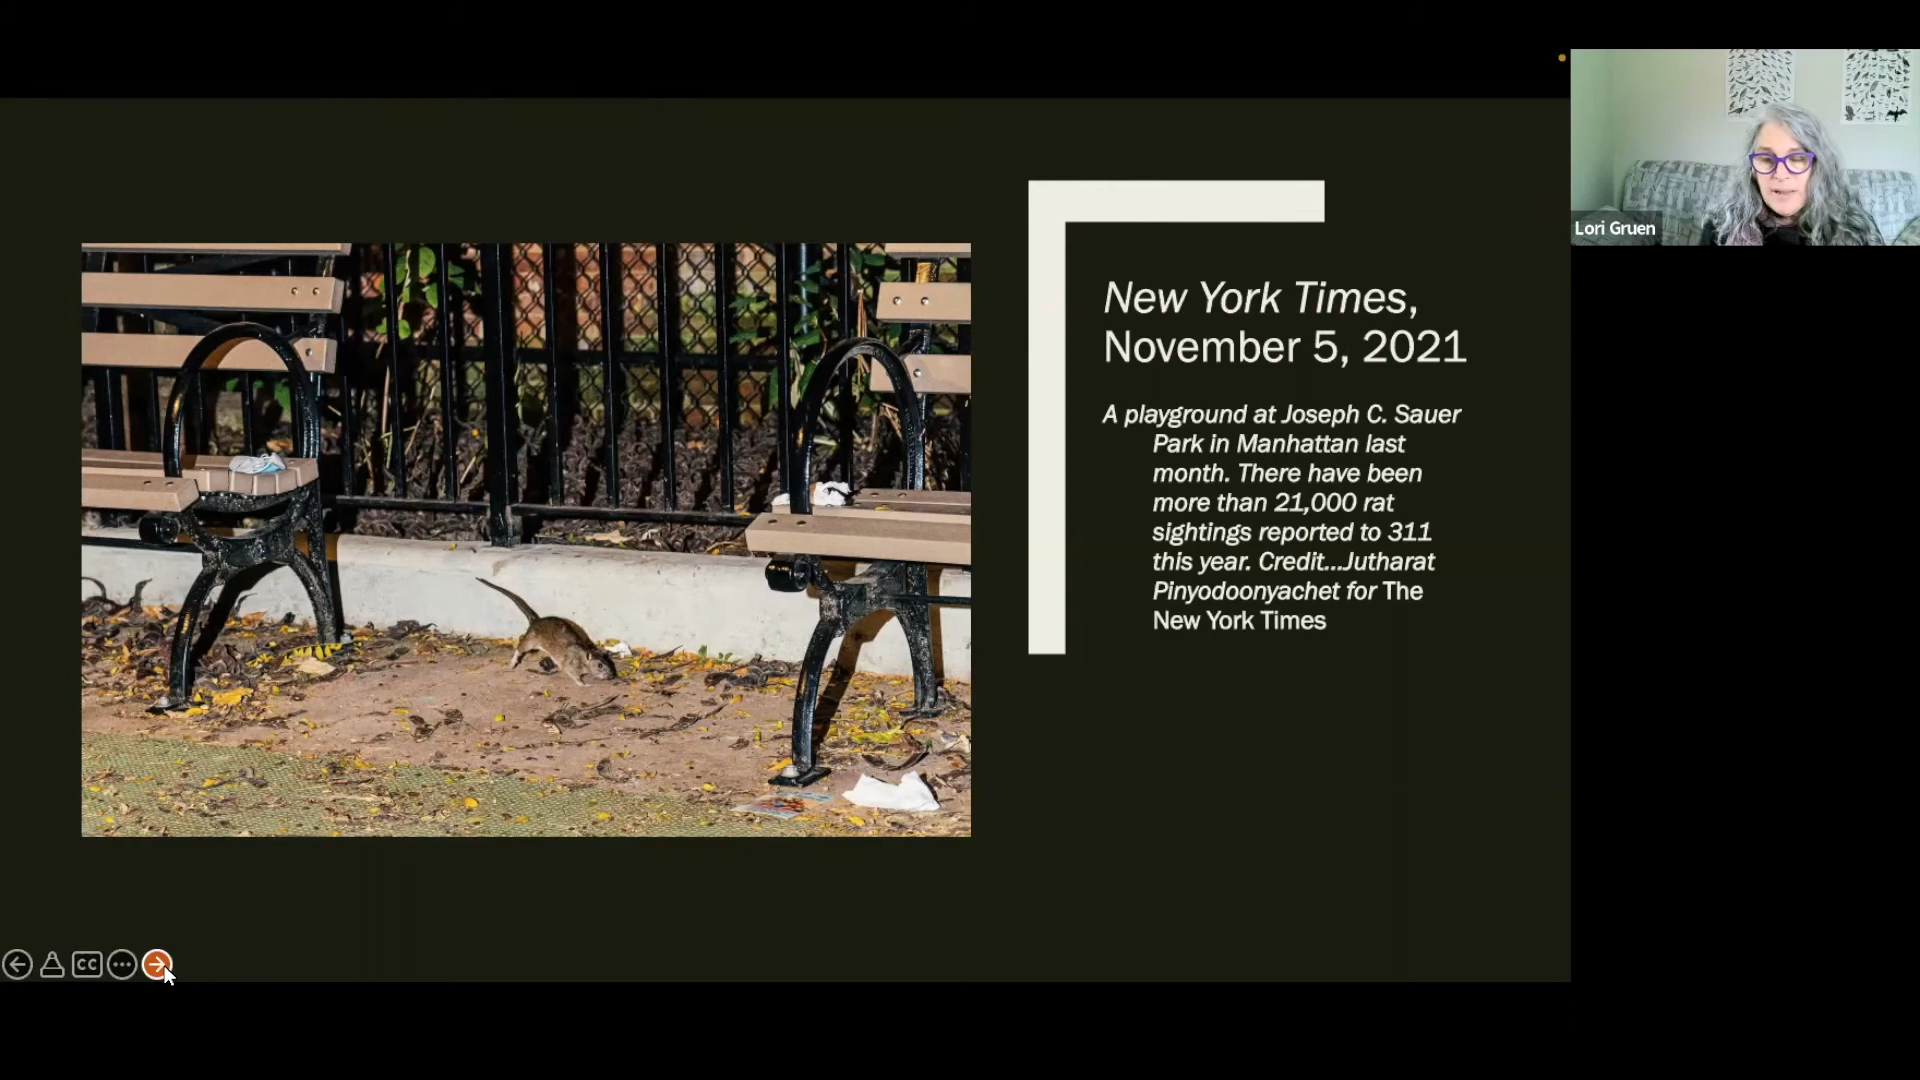 New York Times,
November 5, 2021
A playground at Joseph C. Sauer
Park in Manhattan last
month. There have been
more than 21,000 rat
sightings reported to 311
this year. Credit...Jutharat
Pinyodoonyachet for The
New York Times
Lori Gruen
CC